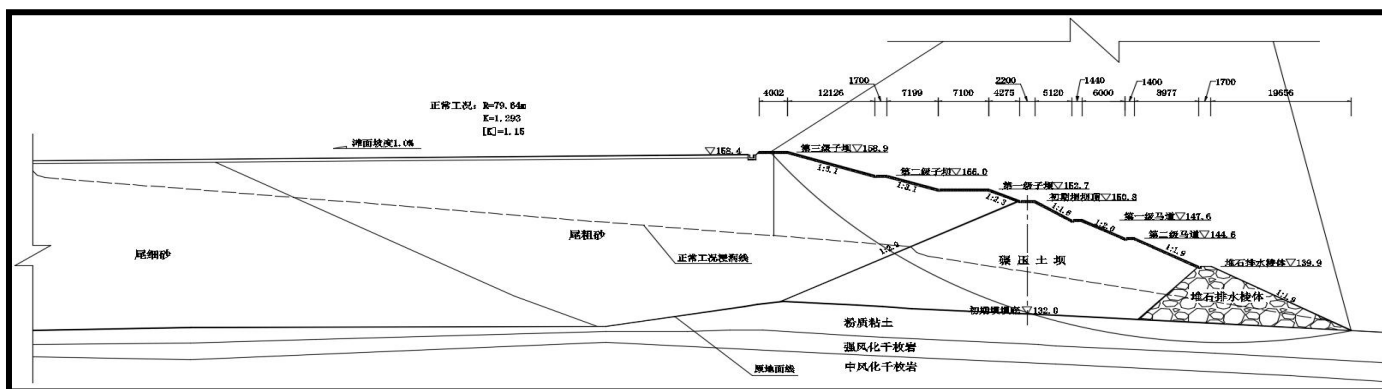 1700
2200
1440
1400
1700
4002
12126
7199
7100
4275
5120
6000
8977
19656
正常工况：R=79.64m
K=1.293
[K]=1.15
滩面坡度1.0%
▽158.4
第三级子坝▽158.9
1:3.1
第二级子坝▽156.0
1:3.1
第一级子坝▽152.7
1:2.3
初期坝坝顶▽150.8
1:1.8
第一级马道▽147.6
1:2.0
第二级马道▽144.6
1:1.9
堆石排水棱体▽139.9
1:1.8
尾细砂
尾粗砂
1:2.0
正常工况浸润线
碾压土坝
堆石排水棱体
初期坝坝底▽132.0
粉质粘土
强风化千枚岩
原地面线
中风化千枚岩